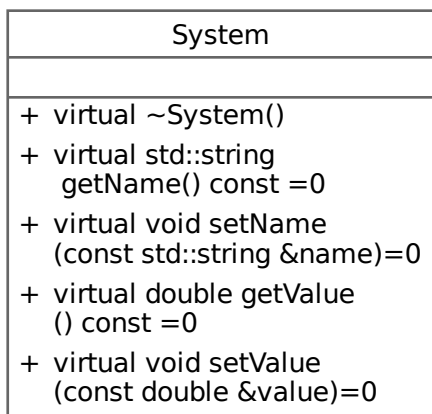 System
+ virtual ~System()
+ virtual std::string
getName() const =0
+ virtual void setName
(const std::string &name)=0
+ virtual double getValue
() const =0
+ virtual void setValue
(const double &value)=0